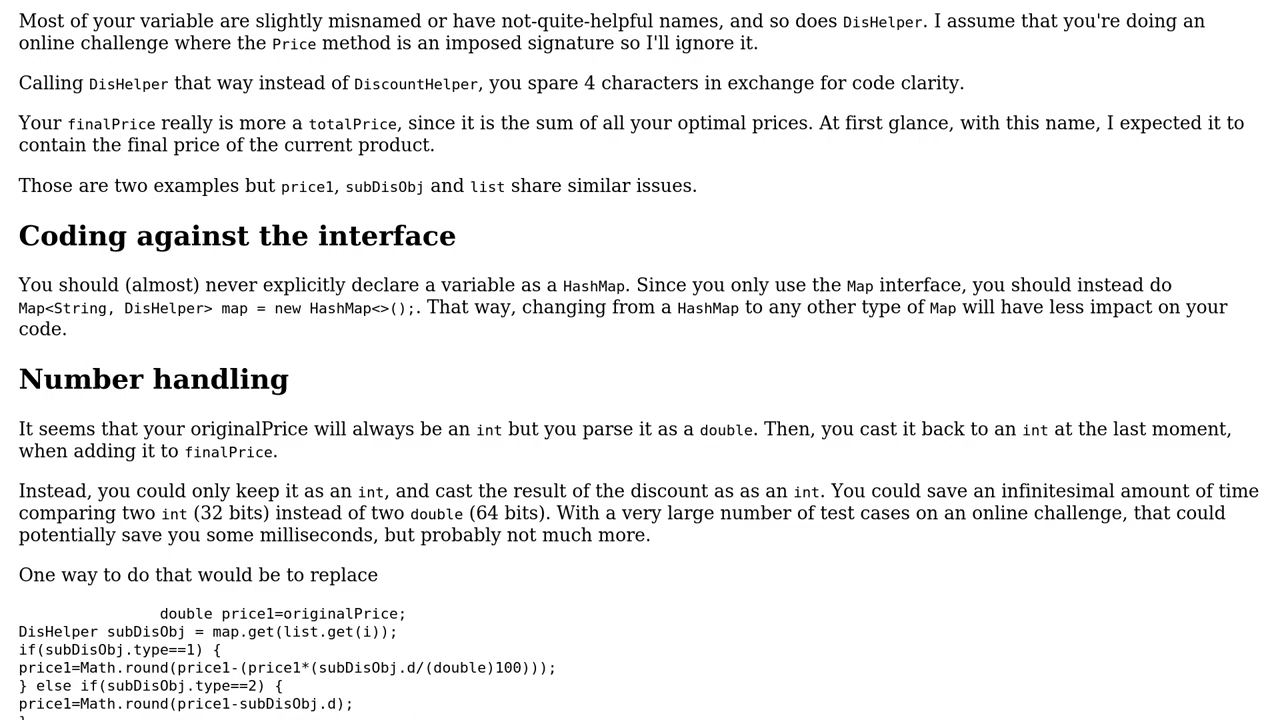 Most of your variable are slightly misnamed or have not-quite-helpful names, and so does DisHelper. I assume that you're doing an
online challenge where the Price method is an imposed signature so I'll ignore it.
Calling DisHelper that way instead of DiscountHelper, you spare 4 characters in exchange for code clarity.
Your finalPrice really is more a totalPrice, since it is the sum of all your optimal prices. At first glance, with this name, I expected it to
contain the final price of the current product.
Those are two examples but price1, subDisObj and list share similar issues.
Coding against the interface
You should (almost) never explicitly declare a variable as a HashMap. Since you only use the Map interface, you should instead do
Map<String, DisHelper> map = new HashMap<>();. That way, changing from a HashMap to any other type of Map will have less impact on your
code.
Number handling
It seems that your originalPrice will always be an int but you parse it as a double. Then, you cast it back to an int at the last moment,
when adding it to finalPrice.
Instead, you could only keep it as an int, and cast the result of the discount as as an int. You could save an infinitesimal amount of time
comparing two int (32 bits) instead of two double (64 bits). With a very large number of test cases on an online challenge, that could
potentially save you some milliseconds, but probably not much more.
One way to do that would be to replace
double price1=originalPrice;
DisHelper subDisObj = map.get(list.get(i));
if(subDisObj.type==1) {
price1=Math.round(price1-(price1*(subDisObj.d/(double)100)));
} else if(subDisObj.type==2) {
price1=Math.round(price1-subDisObj.d);
}